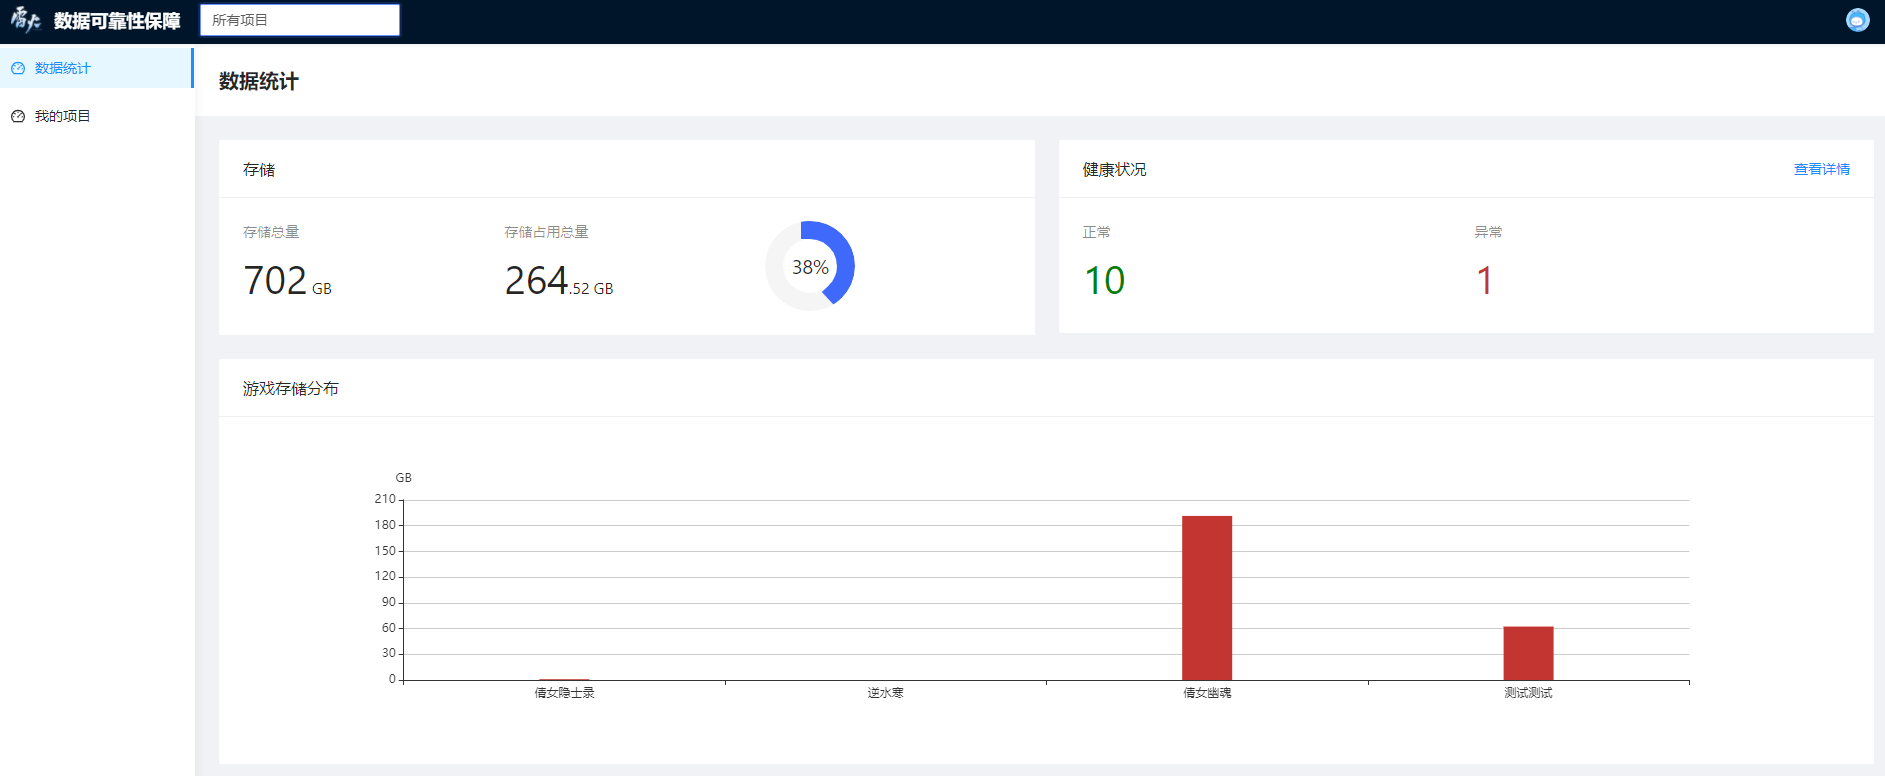 雷火 数据可靠性保障 所有项目
数据统计
我的项目
数据统计
存储
存储总量
702 GB
存储占用总量
264.52 GB
38%
健康状况 查看详情
正常
10
异常
1
游戏存储分布
GB
210
180
150
120
90
60
30
0
倩女隐士录 逆水寒 倩女幽魂 测试测试